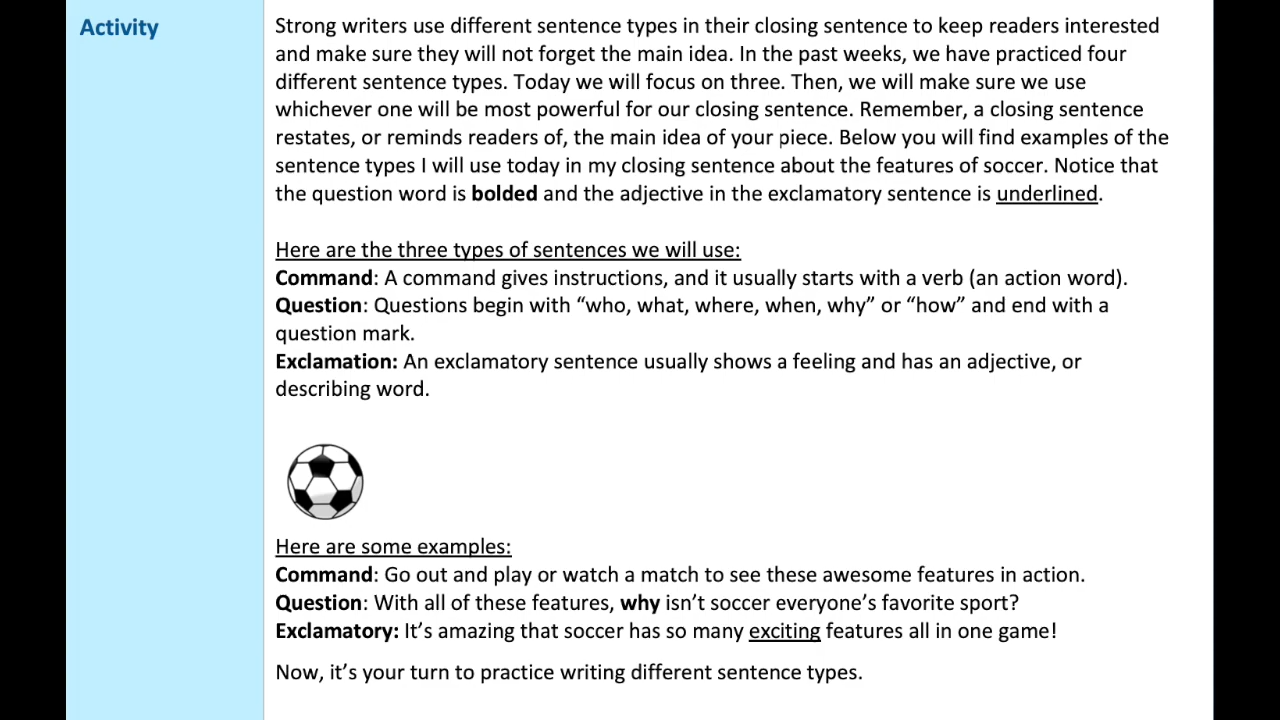 Activity
Strong writers use different sentence types in their closing sentence to keep readers interested
and make sure they will not forget the main idea. In the past weeks, we have practiced four
different sentence types. Today we will focus on three. Then, we will make sure we use
whichever one will be most powerful for our closing sentence. Remember, a closing sentence
restates, or reminds readers of, the main idea of your piece. Below you will find examples of the
sentence types I will use today in my closing sentence about the features of soccer. Notice that
the question word is bolded and the adjective in the exclamatory sentence is underlined.
Here are the three types of sentences we will use:
Command: A command gives instructions, and it usually starts with a verb (an action word).
Question: Questions begin with “who, what, where, when, why” or “how” and end with a
question mark.
Exclamation: An exclamatory sentence usually shows a feeling and has an adjective, or
describing word.
Here are some examples:
Command: Go out and play or watch a match to see these awesome features in action.
Question: With all of these features, why isn’t soccer everyone’s favorite sport?
Exclamatory: It’s amazing that soccer has so many exciting features all in one game!
Now, it’s your turn to practice writing different sentence types.